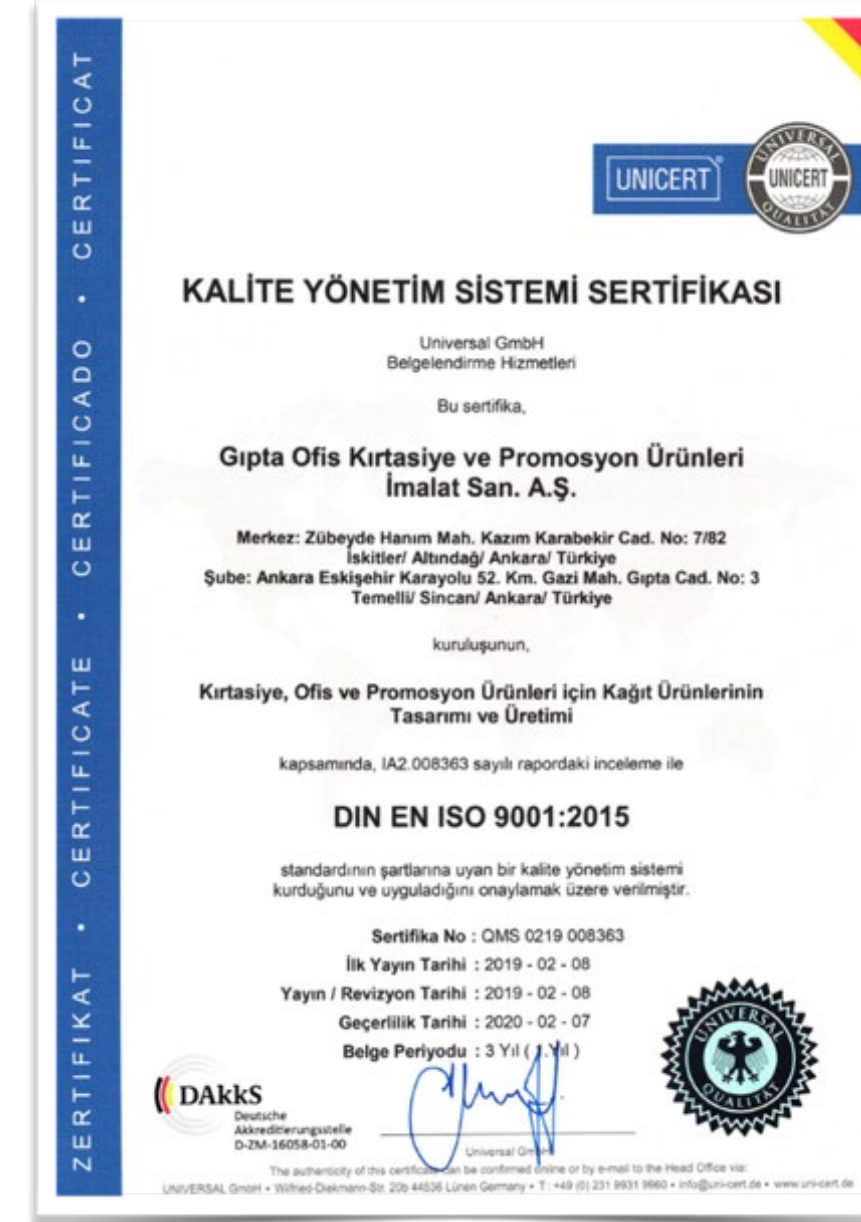 ZERTIFIKAT • CERTIFICATE • CERTIFICADO • CERTIFICAT
UNICERT®
UNIVERSAL
UNICERT
QUALITÄT
KALİTE YÖNETİM SİSTEMİ SERTİFİKASI
Universal GmbH
Belgelendirme Hizmetleri
Bu sertifika,
Gıpta Ofis Kırtasiye ve Promosyon Ürünleri
İmalat San. A.Ş.
Merkez: Zübeyde Hanım Mah. Kazım Karabekir Cad. No: 7/82
İskitler/ Altındağ/ Ankara/ Türkiye
Şube: Ankara Eskişehir Karayolu 52. Km. Gazi Mah. Gıpta Cad. No: 3
Temelli/ Sincan/ Ankara/ Türkiye
kuruluşunun,
Kırtasiye, Ofis ve Promosyon Ürünleri için Kağıt Ürünlerinin
Tasarımı ve Üretimi
kapsamında, IA2.008363 sayılı rapordaki inceleme ile
DIN EN ISO 9001:2015
standardının şartlarına uyan bir kalite yönetim sistemi
kurduğunu ve uyguladığını onaylamak üzere verilmiştir.
Sertifika No : QMS 0219 008363
İlk Yayın Tarihi : 2019 - 02 - 08
Yayın / Revizyon Tarihi : 2019 - 02 - 08
Geçerlilik Tarihi : 2020 - 02 - 07
Belge Periyodu : 3 Yıl ( 1.Yıl )
DAkkS
Deutsche
Akkreditierungsstelle
D-ZM-16058-01-00
UNIVERSAL
QUALITÄT
Universal GmbH
The authenticity of this certificate can be confirmed online or by e-mail to the Head Office via:
UNIVERSAL GmbH • Wilfried-Diekmann-Str. 20b 44536 Lünen Germany • T : +49 (0) 231 9931 9660 • info@uni-cert.de • www.uni-cert.de